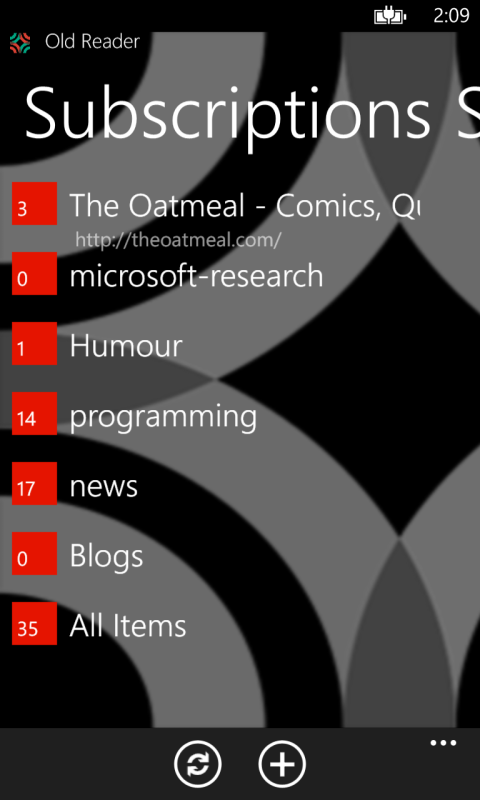 2:09
Old Reader
Subscriptions S
3
The Oatmeal - Comics, Qu
http://theoatmeal.com/
0
microsoft-research
1
Humour
14
programming
17
news
0
Blogs
35
All Items